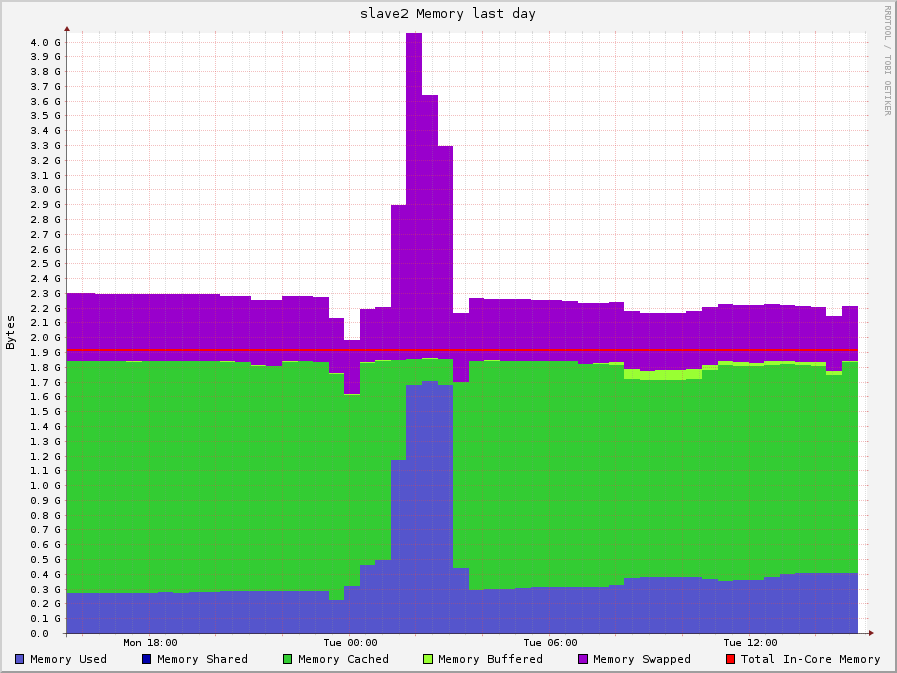 slave2 Memory last day
RRDTOOL / TOBI OETIKER
Bytes
4.0 G
3.9 G
3.8 G
3.7 G
3.6 G
3.5 G
3.4 G
3.3 G
3.2 G
3.1 G
3.0 G
2.9 G
2.8 G
2.7 G
2.6 G
2.5 G
2.4 G
2.3 G
2.2 G
2.1 G
2.0 G
1.9 G
1.8 G
1.7 G
1.6 G
1.5 G
1.4 G
1.3 G
1.2 G
1.1 G
1.0 G
0.9 G
0.8 G
0.7 G
0.6 G
0.5 G
0.4 G
0.3 G
0.2 G
0.1 G
0.0
Mon 18:00 Tue 00:00 Tue 06:00 Tue 12:00
Memory Used Memory Shared Memory Cached Memory Buffered Memory Swapped Total In-Core Memory